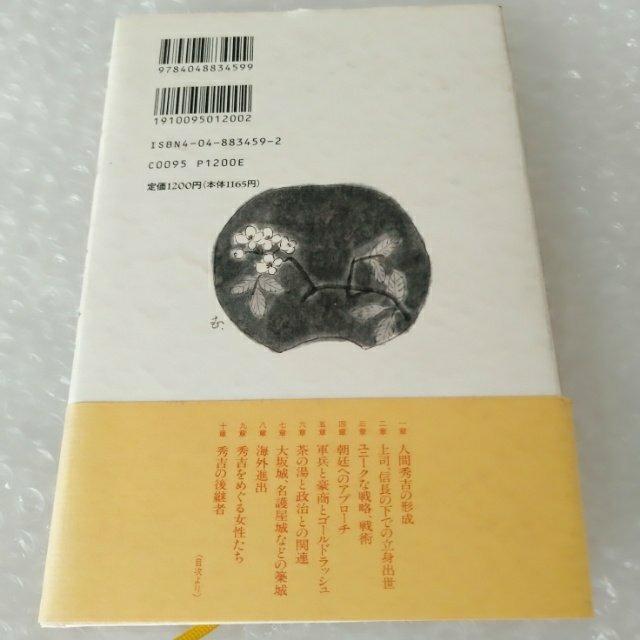 9784048834599
1910095012002
ISBN4-04-883459-2
C0095 P1200E
定価1200円(本体1165円)
一章 人間秀吉の形成
二章 上司、信長の下での立身出世
三章 ユニークな戦略、戦術
四章 朝廷へのアプローチ
五章 軍兵と豪商とゴールドラッシュ
六章 茶の湯と政治との関連
七章 大坂城、名護屋城などの築城
八章 海外進出
九章 秀吉をめぐる女性たち
十章 秀吉の後継者
(目次より)